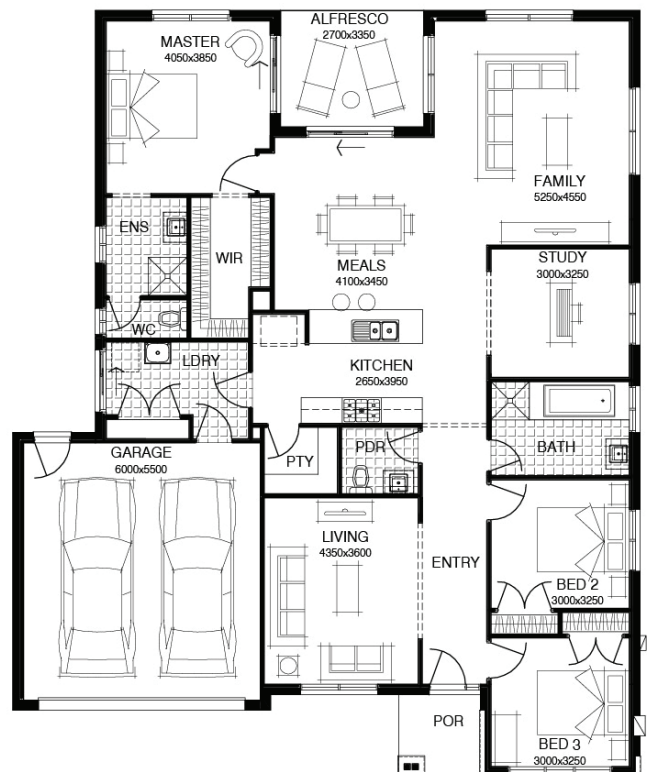 ALFRESCO
2700x3350
MASTER
4050x3850
FAMILY
5250x4550
ENS
WIR
MEALS
4100x3450
STUDY
3000x3250
WC
LDRY
KITCHEN
2650x3950
GARAGE
6000x5500
PTY
PDR
BATH
LIVING
4350x3600
ENTRY
BED 2
3000x3250
POR
BED 3
3000x3250